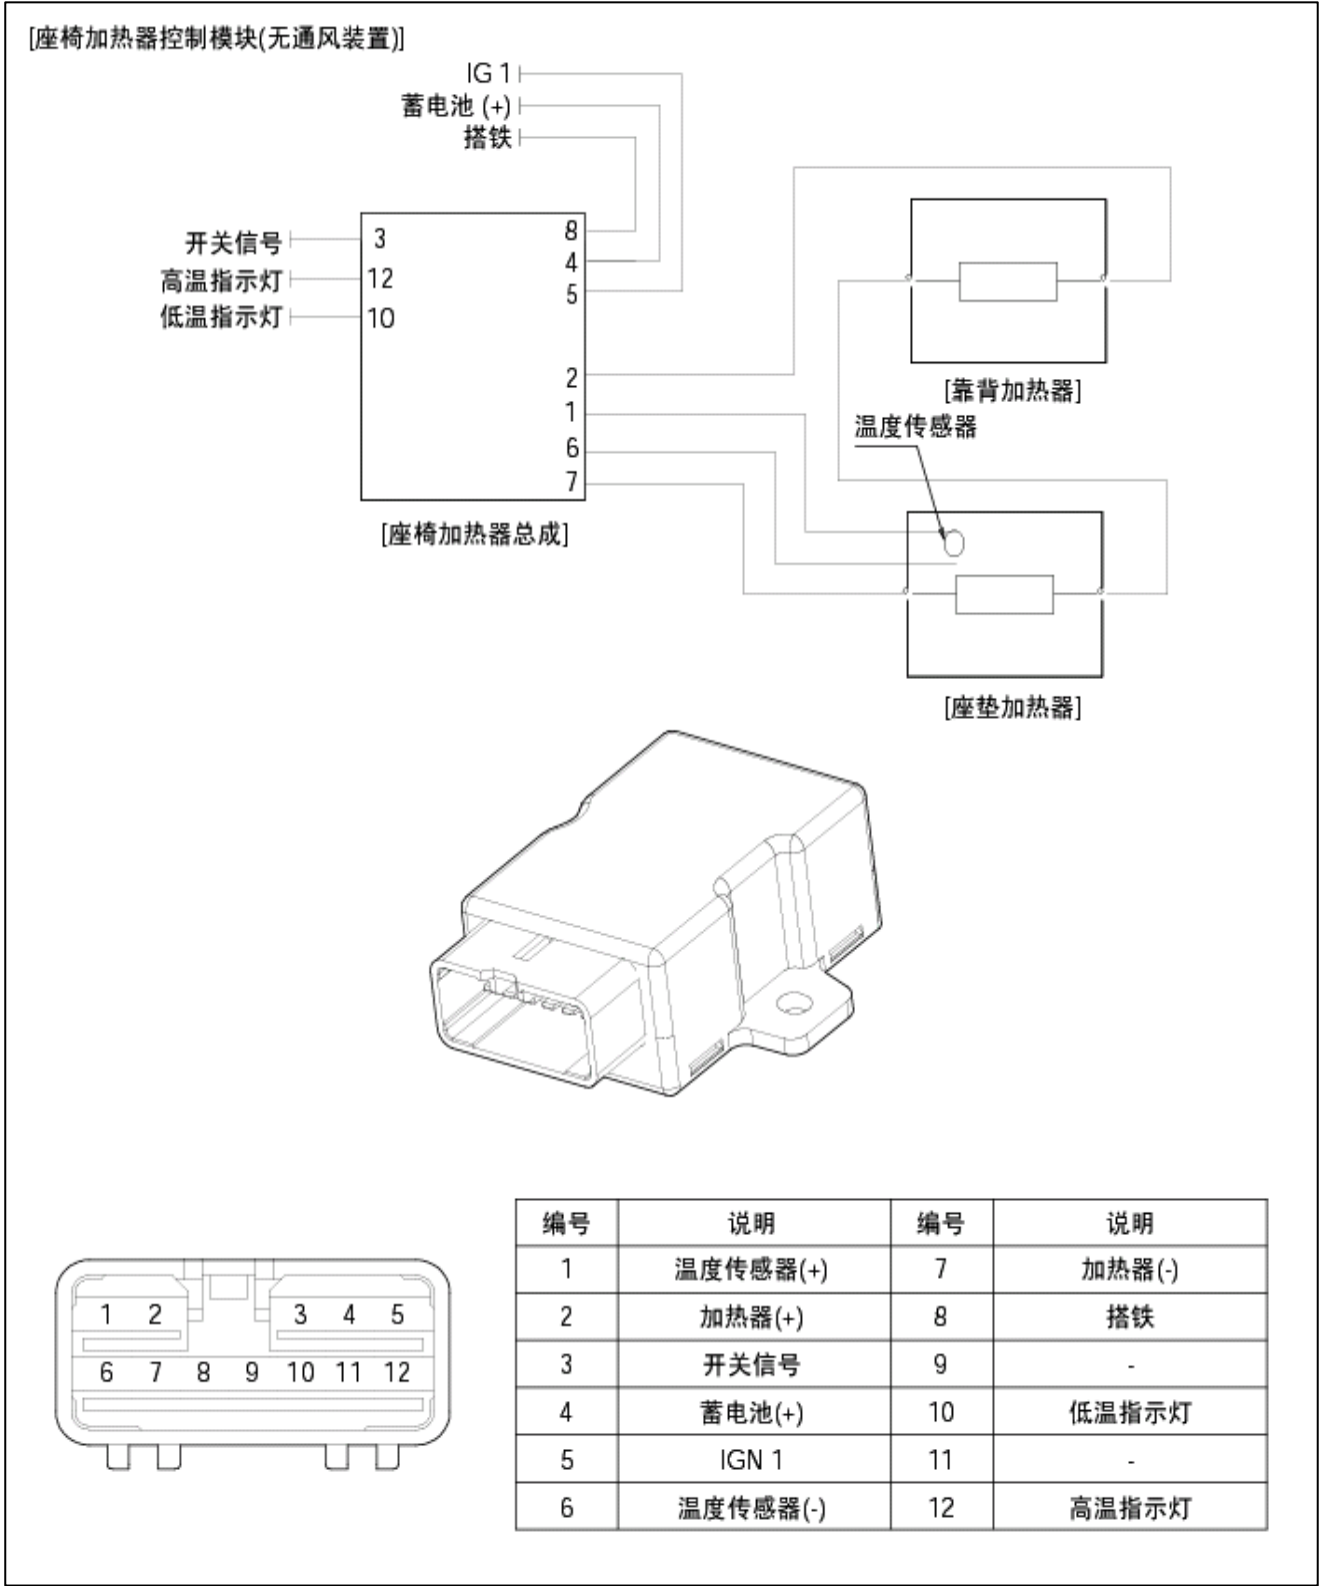 [座椅加热器控制模块(无通风装置)]
IG 1
蓄电池 (+)
搭铁
开关信号 3 8
高温指示灯 12 4
低温指示灯 10 5
2
1
6
7
[座椅加热器总成]
[靠背加热器]
温度传感器
[座垫加热器]
1 2 3 4 5
6 7 8 9 10 11 12
编号 说明 编号 说明
1 温度传感器(+) 7 加热器(-)
2 加热器(+) 8 搭铁
3 开关信号 9 -
4 蓄电池(+) 10 低温指示灯
5 IGN 1 11 -
6 温度传感器(-) 12 高温指示灯